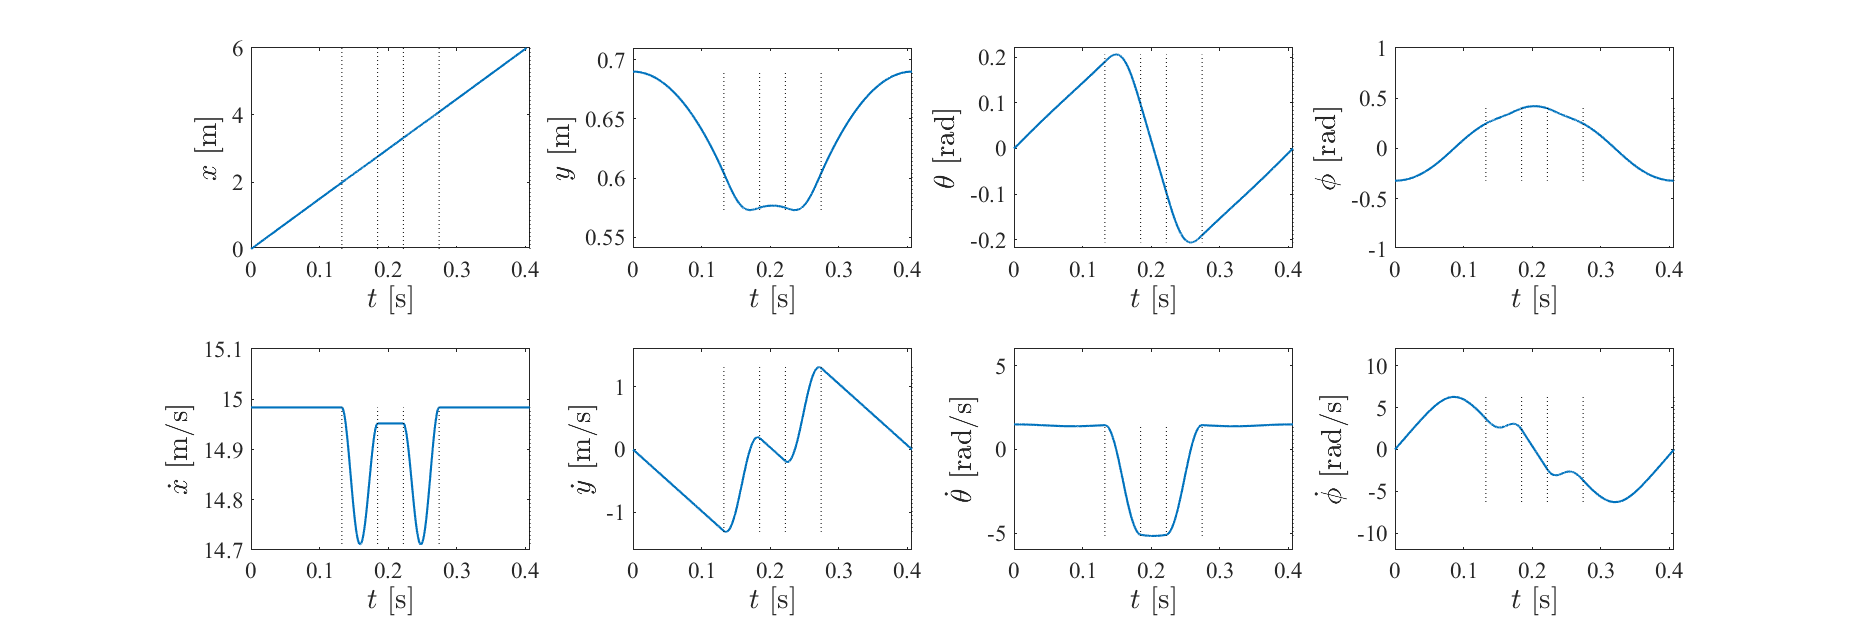 6
4
2
0
x [m]
0 0.1 0.2 0.3 0.4
t [s]
0.7
0.65
0.6
0.55
y [m]
0 0.1 0.2 0.3 0.4
t [s]
0.2
0.1
0
-0.1
-0.2
θ [rad]
0 0.1 0.2 0.3 0.4
t [s]
1
0.5
0
-0.5
-1
ϕ [rad]
0 0.1 0.2 0.3 0.4
t [s]
15.1
15
14.9
14.8
14.7
ẋ [m/s]
0 0.1 0.2 0.3 0.4
t [s]
1
0
-1
ẏ [m/s]
0 0.1 0.2 0.3 0.4
t [s]
5
0
-5
θ̇ [rad/s]
0 0.1 0.2 0.3 0.4
t [s]
10
5
0
-5
-10
ϕ̇ [rad/s]
0 0.1 0.2 0.3 0.4
t [s]